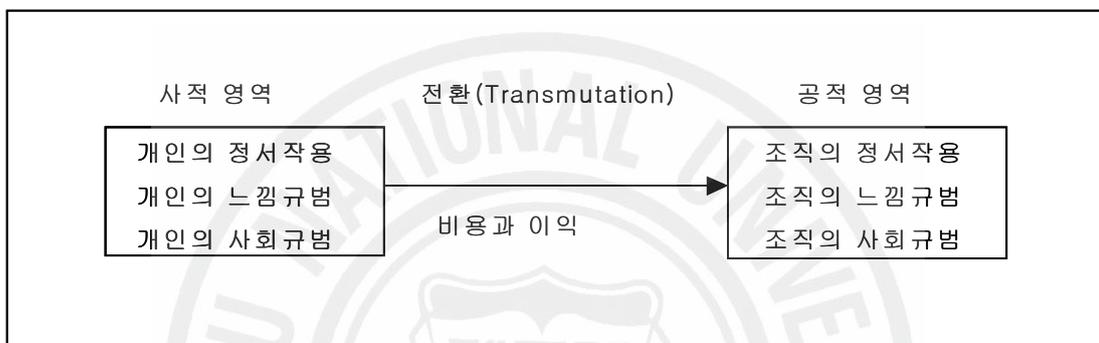 사적 영역 전환(Transmutation) 공적 영역
개인의 정서작용 조직의 정서작용
개인의 느낌규범 조직의 느낌규범
비용과 이익
개인의 사회규범 조직의 사회규범
NATIONAL UNIVE